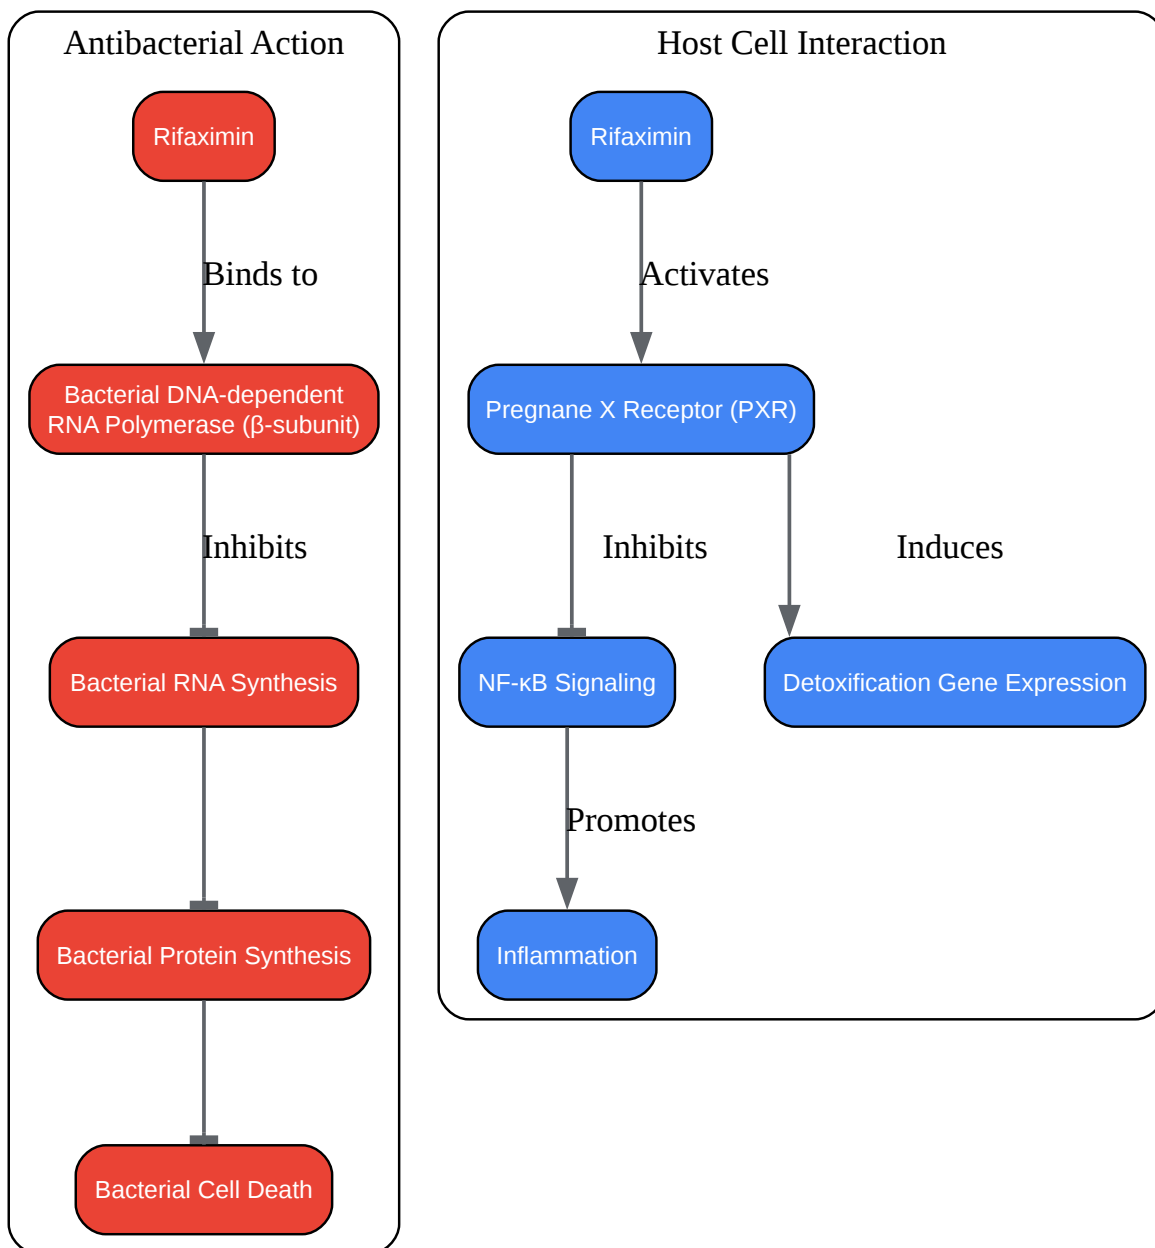 Antibacterial Action
Rifaximin
Binds to
Bacterial DNA-dependent
RNA Polymerase (β-subunit)
Inhibits
Bacterial RNA Synthesis
Bacterial Protein Synthesis
Bacterial Cell Death
Host Cell Interaction
Rifaximin
Activates
Pregnane X Receptor (PXR)
Inhibits
Induces
NF-κB Signaling
Detoxification Gene Expression
Promotes
Inflammation